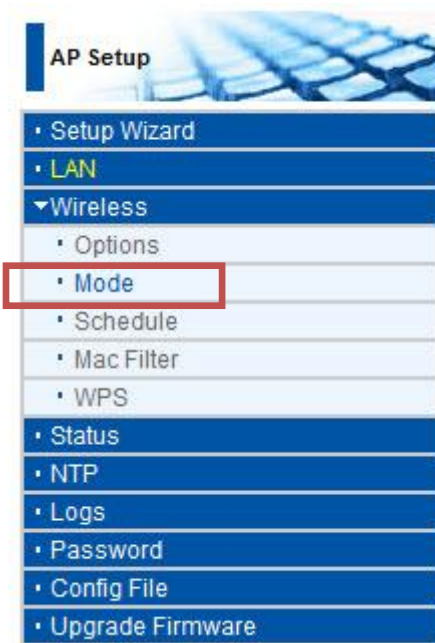 AP Setup
Setup Wizard
LAN
Wireless
Options
Mode
Schedule
Mac Filter
WPS
Status
NTP
Logs
Password
Config File
Upgrade Firmware